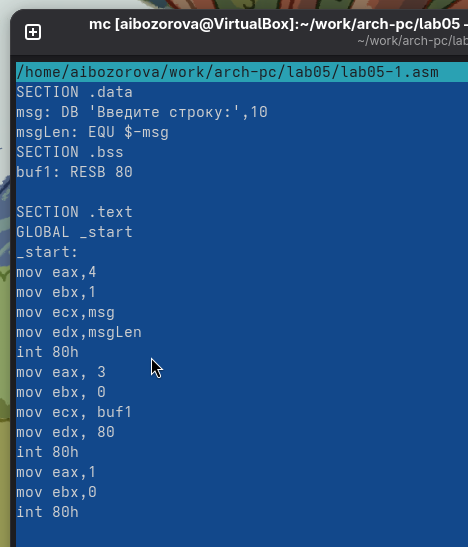 mc [aibozorova@VirtualBox]:~/work/arch-pc/lab05 -
~/work/arch-pc/lab
/home/aibozorova/work/arch-pc/lab05/lab05-1.asm
SECTION .data
msg: DB 'Введите строку:',10
msgLen: EQU $-msg
SECTION .bss
buf1: RESB 80
SECTION .text
GLOBAL _start
_start:
mov eax,4
mov ebx,1
mov ecx,msg
mov edx,msgLen
int 80h
mov eax, 3
mov ebx, 0
mov ecx, buf1
mov edx, 80
int 80h
mov eax,1
mov ebx,0
int 80h